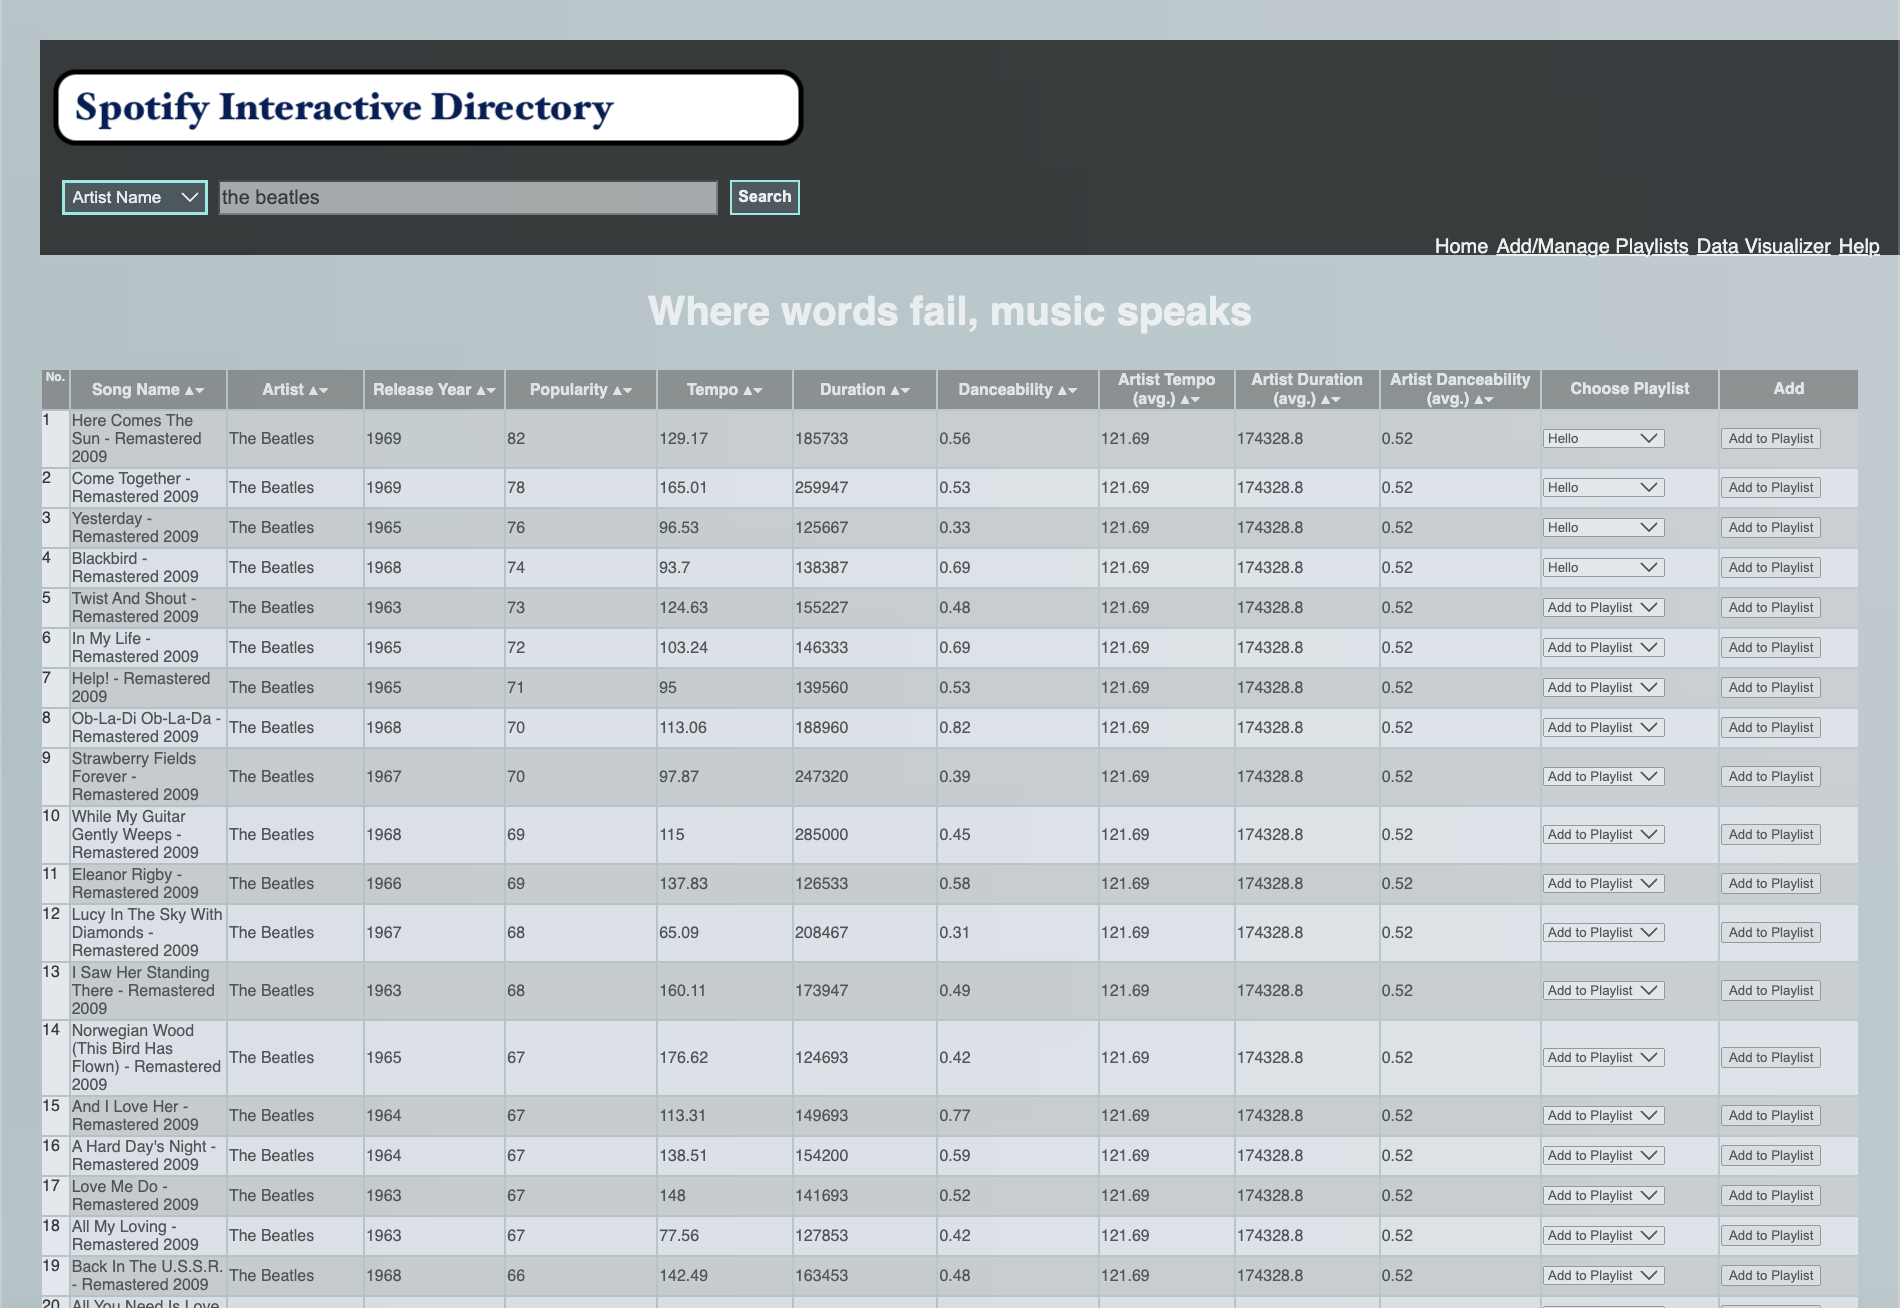 Spotify Interactive Directory
Artist Name the beatles Search
Home Add/Manage Playlists Data Visualizer Help
Where words fail, music speaks
No. Song Name ▲▼ Artist ▲▼ Release Year ▲▼ Popularity ▲▼ Tempo ▲▼ Duration ▲▼ Danceability ▲▼ Artist Tempo (avg.) ▲▼ Artist Duration (avg.) ▲▼ Artist Danceability (avg.) ▲▼ Choose Playlist Add
1 Here Comes The Sun - Remastered 2009 The Beatles 1969 82 129.17 185733 0.56 121.69 174328.8 0.52 Hello Add to Playlist
2 Come Together - Remastered 2009 The Beatles 1969 78 165.01 259947 0.53 121.69 174328.8 0.52 Hello Add to Playlist
3 Yesterday - Remastered 2009 The Beatles 1965 76 96.53 125667 0.33 121.69 174328.8 0.52 Hello Add to Playlist
4 Blackbird - Remastered 2009 The Beatles 1968 74 93.7 138387 0.69 121.69 174328.8 0.52 Hello Add to Playlist
5 Twist And Shout - Remastered 2009 The Beatles 1963 73 124.63 155227 0.48 121.69 174328.8 0.52 Add to Playlist Add to Playlist
6 In My Life - Remastered 2009 The Beatles 1965 72 103.24 146333 0.69 121.69 174328.8 0.52 Add to Playlist Add to Playlist
7 Help! - Remastered 2009 The Beatles 1965 71 95 139560 0.53 121.69 174328.8 0.52 Add to Playlist Add to Playlist
8 Ob-La-Di Ob-La-Da - Remastered 2009 The Beatles 1968 70 113.06 188960 0.82 121.69 174328.8 0.52 Add to Playlist Add to Playlist
9 Strawberry Fields Forever - Remastered 2009 The Beatles 1967 70 97.87 247320 0.39 121.69 174328.8 0.52 Add to Playlist Add to Playlist
10 While My Guitar Gently Weeps - Remastered 2009 The Beatles 1968 69 115 285000 0.45 121.69 174328.8 0.52 Add to Playlist Add to Playlist
11 Eleanor Rigby - Remastered 2009 The Beatles 1966 69 137.83 126533 0.58 121.69 174328.8 0.52 Add to Playlist Add to Playlist
12 Lucy In The Sky With Diamonds - Remastered 2009 The Beatles 1967 68 65.09 208467 0.31 121.69 174328.8 0.52 Add to Playlist Add to Playlist
13 I Saw Her Standing There - Remastered 2009 The Beatles 1963 68 160.11 173947 0.49 121.69 174328.8 0.52 Add to Playlist Add to Playlist
14 Norwegian Wood (This Bird Has Flown) - Remastered 2009 The Beatles 1965 67 176.62 124693 0.42 121.69 174328.8 0.52 Add to Playlist Add to Playlist
15 And I Love Her - Remastered 2009 The Beatles 1964 67 113.31 149693 0.77 121.69 174328.8 0.52 Add to Playlist Add to Playlist
16 A Hard Day's Night - Remastered 2009 The Beatles 1964 67 138.51 154200 0.59 121.69 174328.8 0.52 Add to Playlist Add to Playlist
17 Love Me Do - Remastered 2009 The Beatles 1963 67 148 141693 0.52 121.69 174328.8 0.52 Add to Playlist Add to Playlist
18 All My Loving - Remastered 2009 The Beatles 1963 67 77.56 127853 0.42 121.69 174328.8 0.52 Add to Playlist Add to Playlist
19 Back In The U.S.S.R. - Remastered 2009 The Beatles 1968 66 142.49 163453 0.48 121.69 174328.8 0.52 Add to Playlist Add to Playlist
20 All You Need Is Love